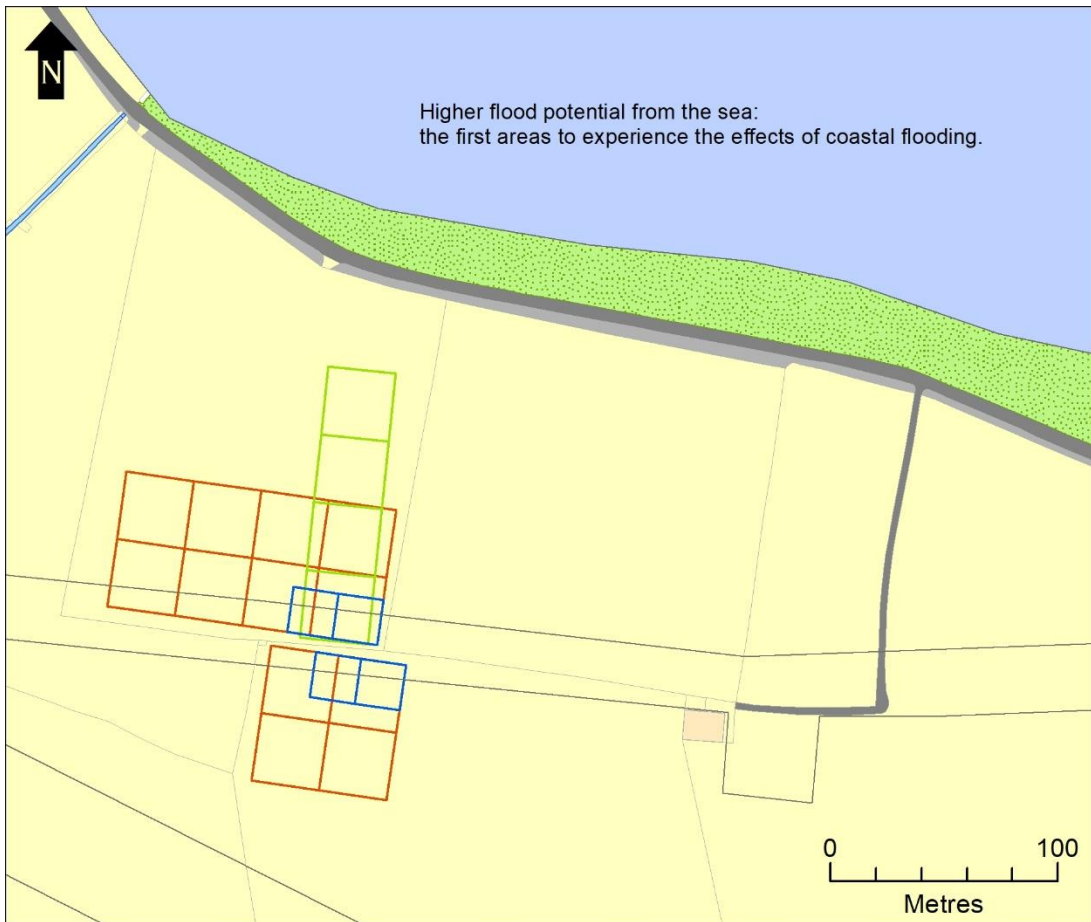 N
Higher flood potential from the sea:
the first areas to experience the effects of coastal flooding.
0 100
Metres